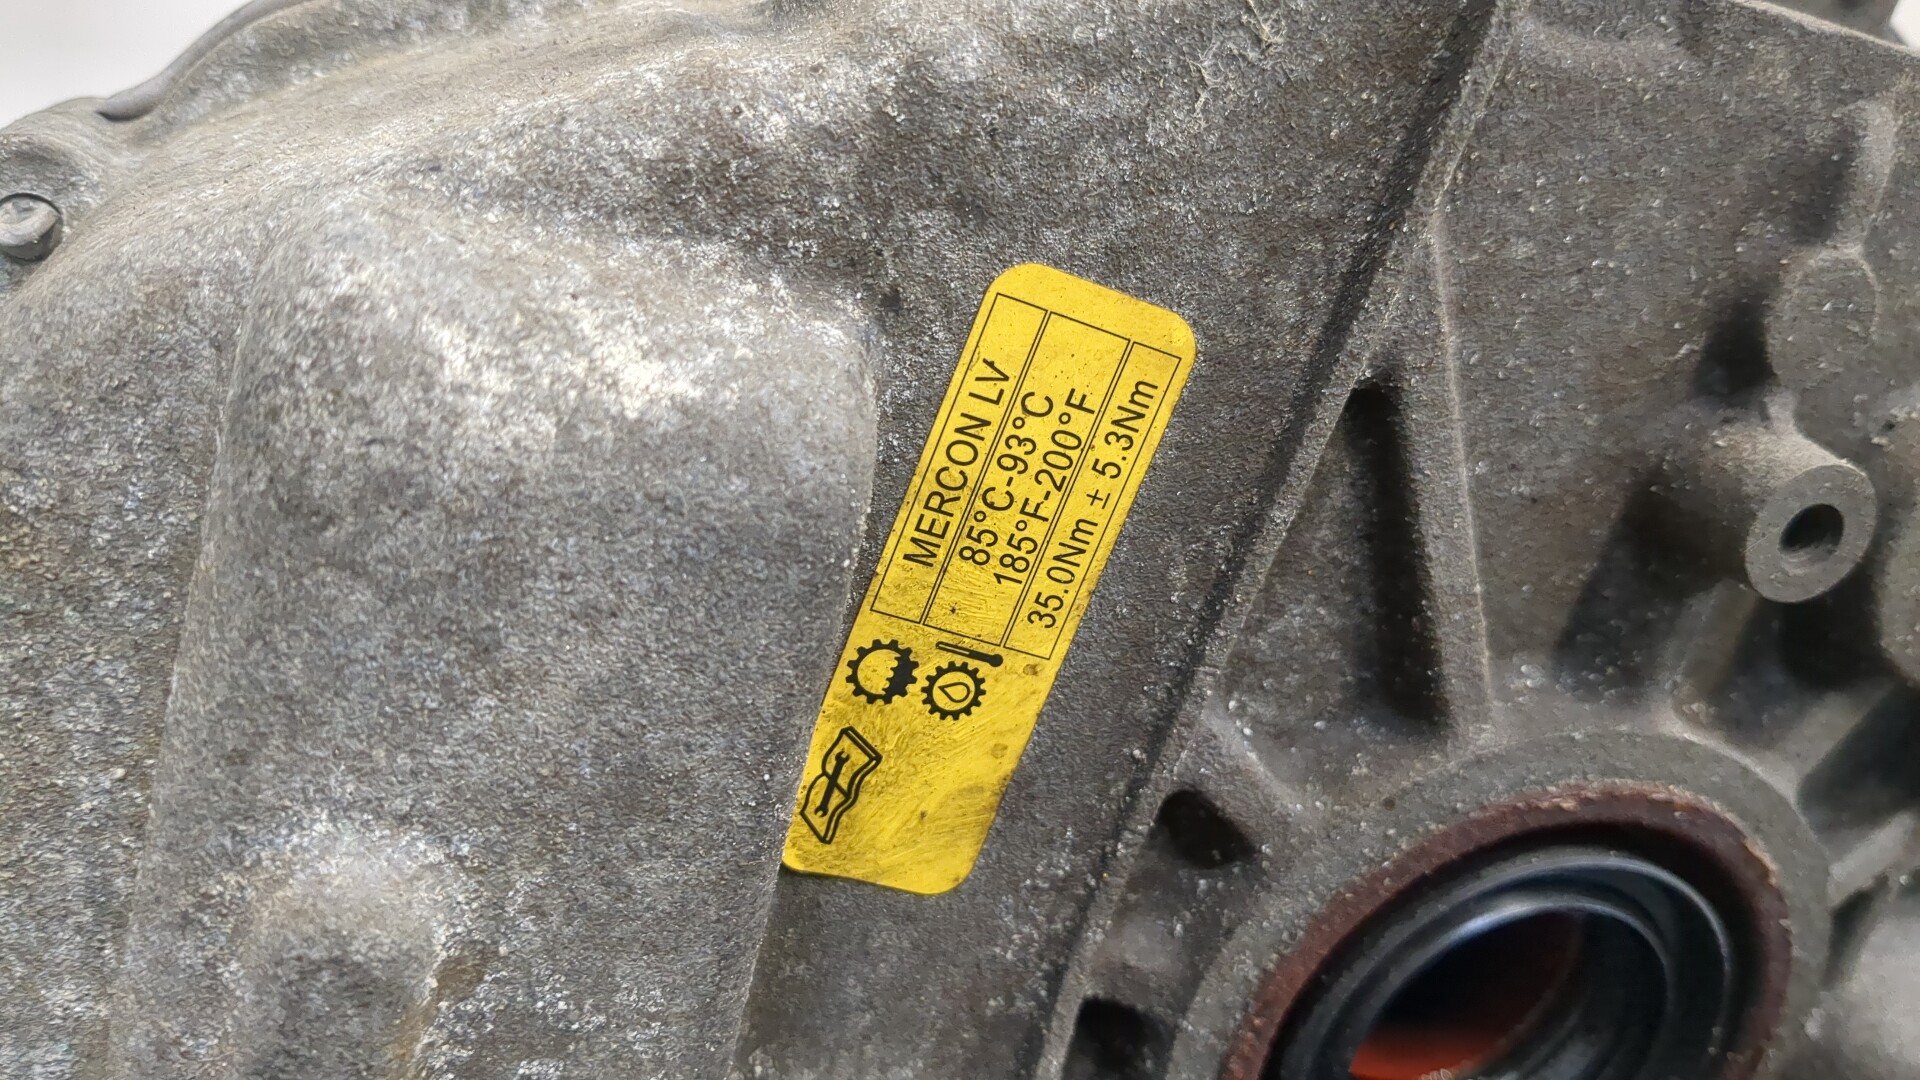 MERCON LV
85°C-93°C
185°F-200°F
35.0Nm ± 5.3Nm